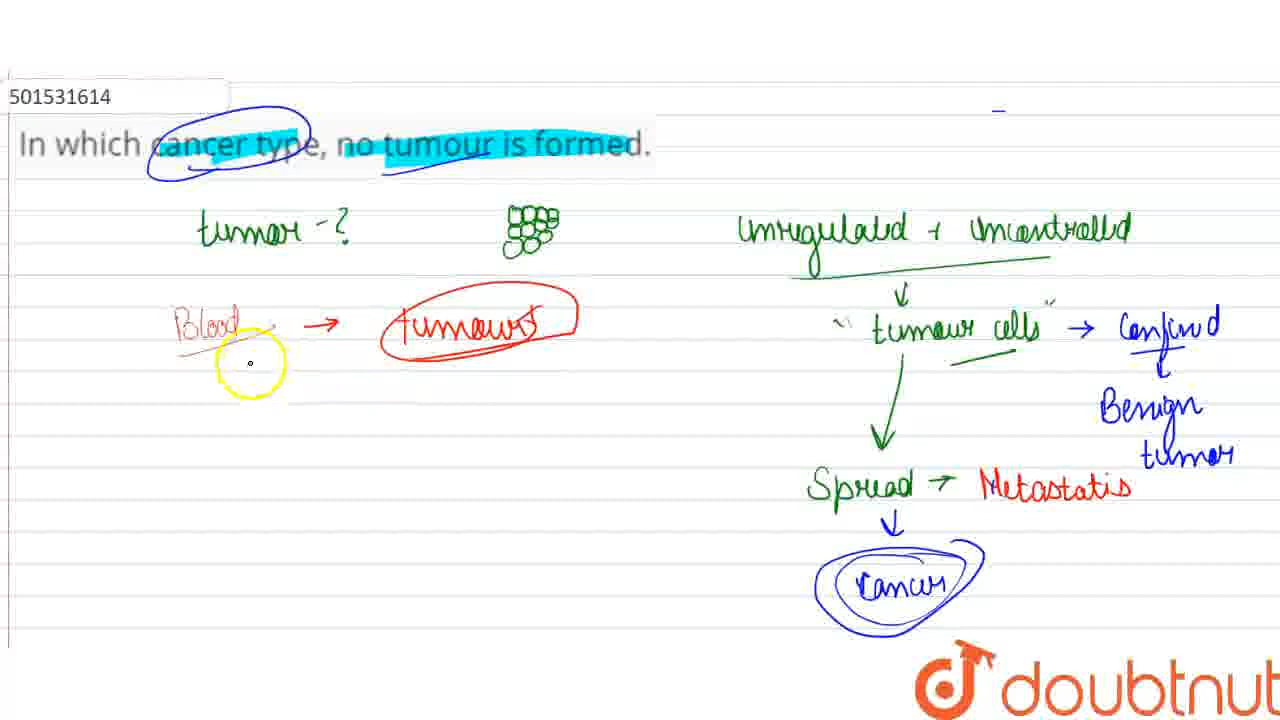 501531614
In which cancer type, no tumour is formed.
tumor - ?
unregulated + uncontrolled
Blood → tumours
"tumour cells" → Confined
Benign
tumor
Spread → Metastatis
Cancer
doubtnut